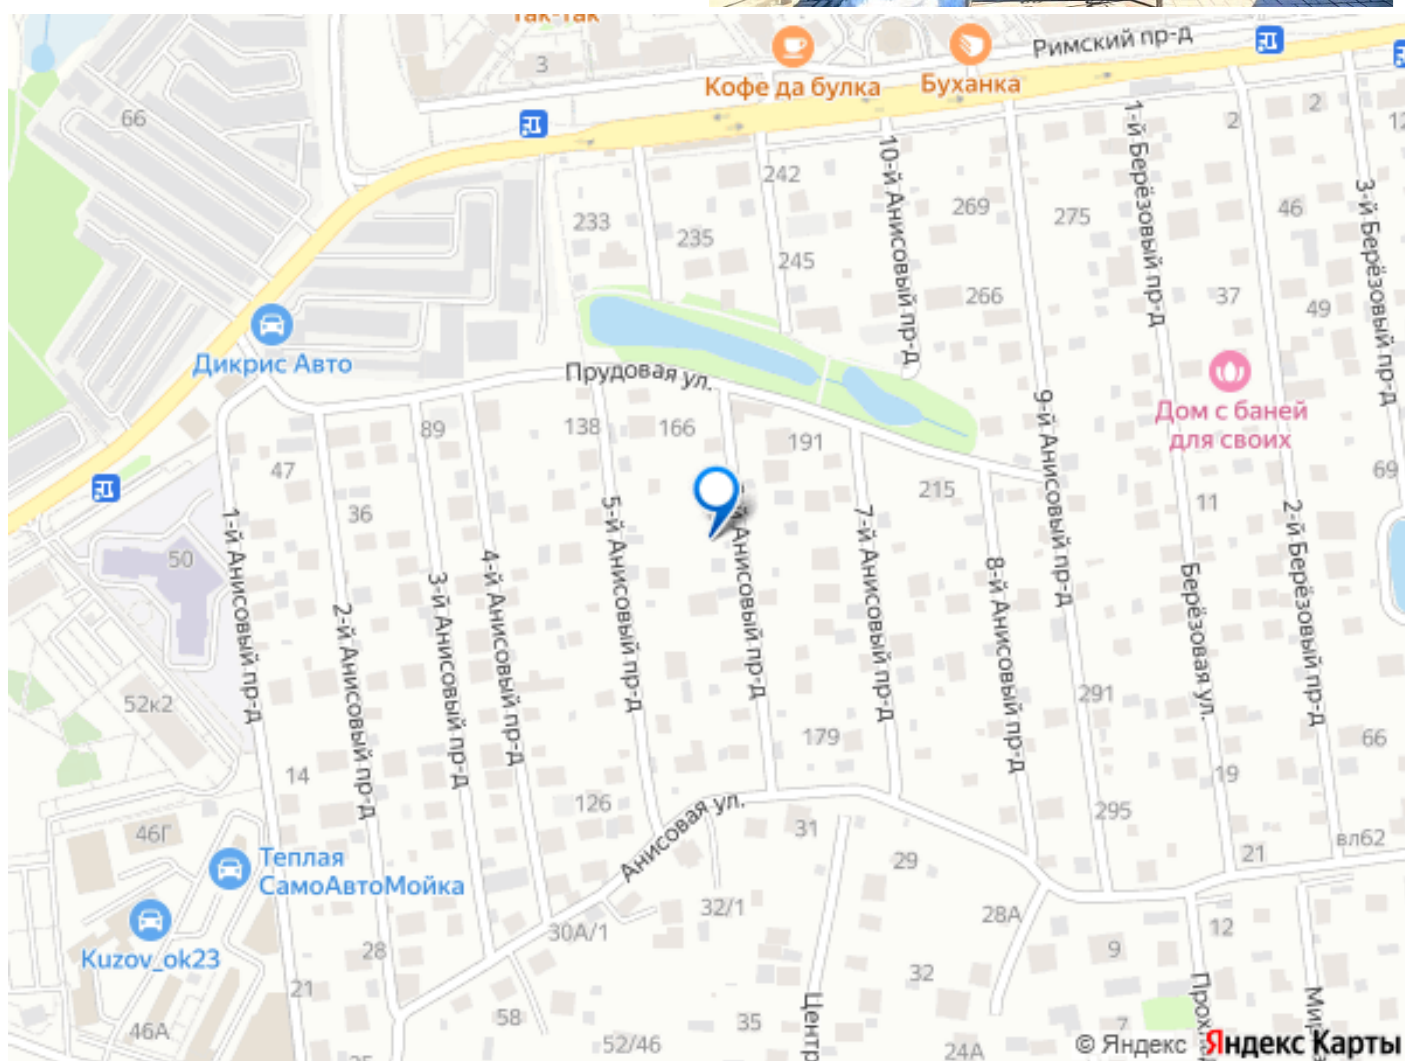 Так-Так
3
Кофе да булка
Буханка
Римский пр-д
66
242
2
2
12
10-й Анисовый пр-д
1-й Берёзовый пр-д
3-й Берёзовый пр-д
233
235
245
269
275
46
266
37
49
Дикрис Авто
Прудовая ул.
Дом с баней
для своих
89
138
166
191
9-й Анисовый пр-д
47
36
215
11
69
50
1-й Анисовый пр-д
2-й Анисовый пр-д
3-й Анисовый пр-д
4-й Анисовый пр-д
5-й Анисовый пр-д
й Анисовый пр-д
7-й Анисовый пр-д
8-й Анисовый пр-д
Берёзовая ул.
2-й Берёзовый пр-д
52к2
291
179
66
14
19
126
Анисовая ул.
31
295
вл62
46Г
Теплая
СамоАвтоМойка
29
21
32/1
28А
12
Kuzov_ok23
28
30А/1
9
32
21
46А
58
52/46
35
Центр
24А
7
Прох
Мир
© Яндекс Яндекс Карты